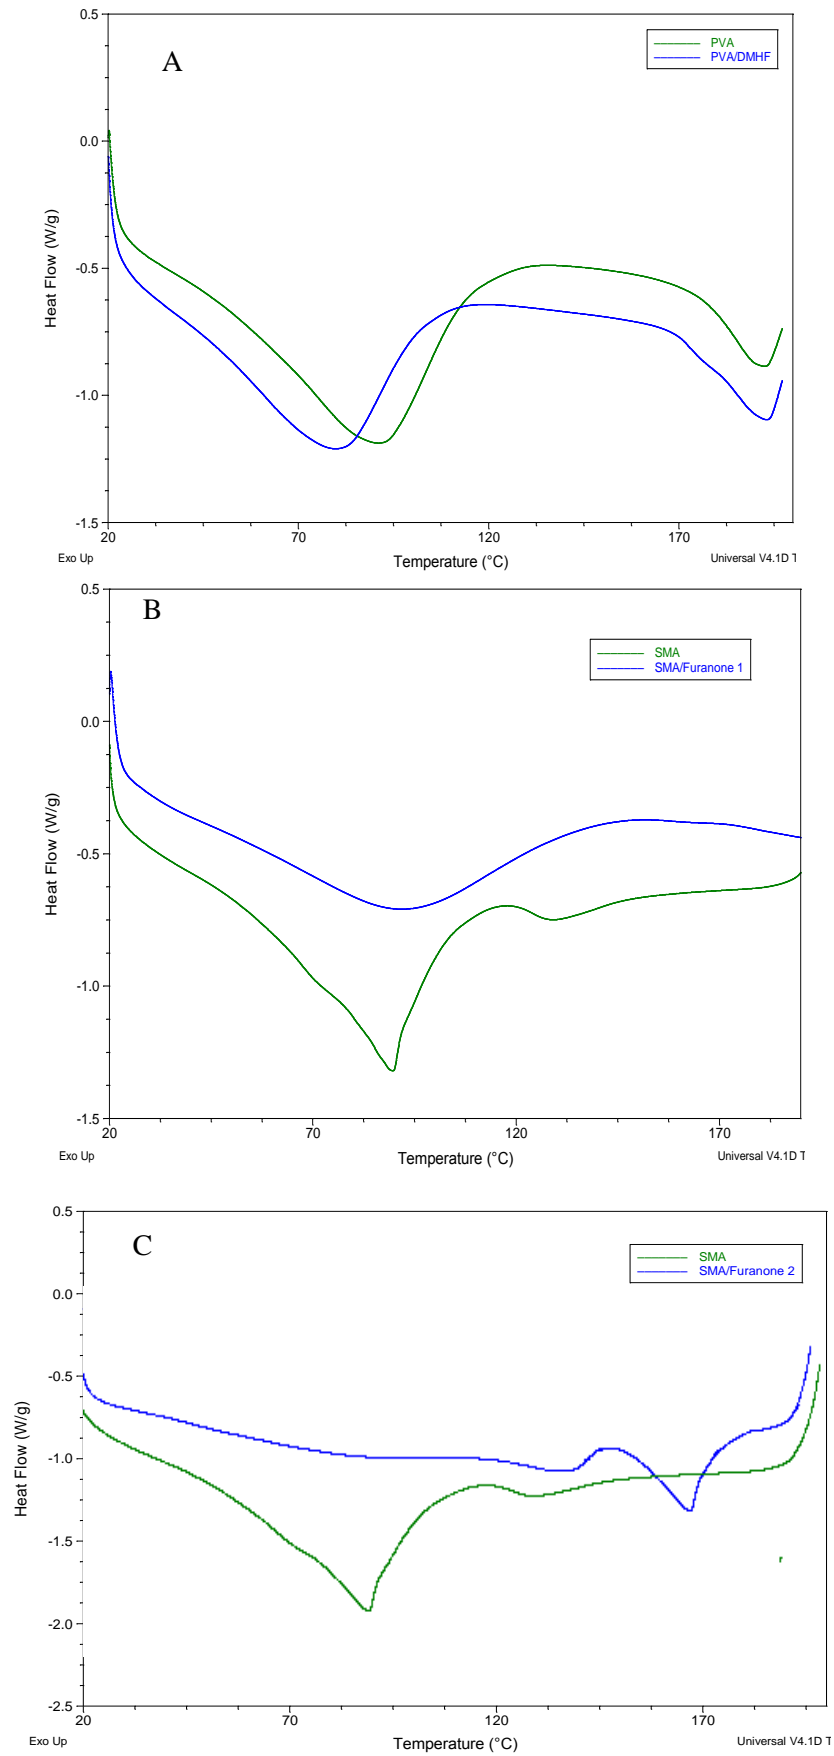 A
PVA
PVA/DMHF
0.5
0.0
-0.5
-1.0
-1.5
Heat Flow (W/g)
20
70
120
170
Exo Up
Temperature (°C)
Universal V4.1D T
B
SMA
SMA/Furanone 1
0.5
0.0
-0.5
-1.0
-1.5
Heat Flow (W/g)
20
70
120
170
Exo Up
Temperature (°C)
Universal V4.1D T
C
SMA
SMA/Furanone 2
0.5
0.0
-0.5
-1.0
-1.5
-2.0
-2.5
Heat Flow (W/g)
20
70
120
170
Exo Up
Temperature (°C)
Universal V4.1D T